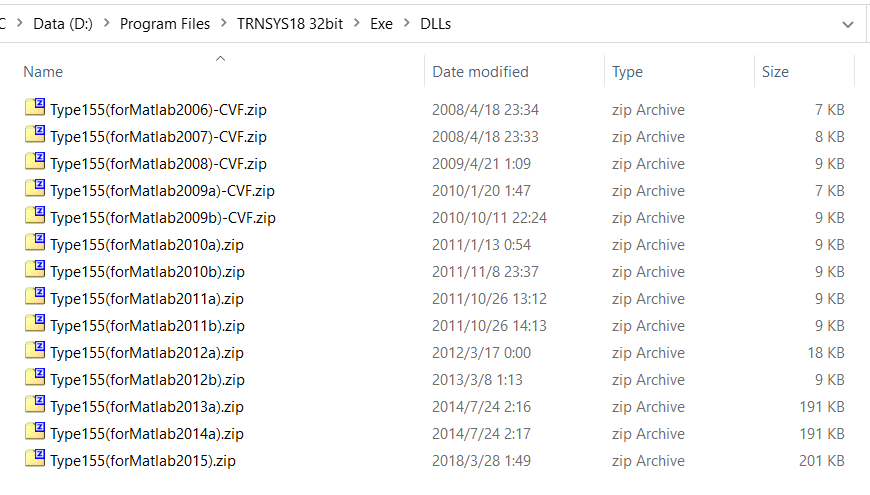 C > Data (D:) > Program Files > TRNSYS18 32bit > Exe > DLLs
Name Date modified Type Size
Type155(forMatlab2006)-CVF.zip 2008/4/18 23:34 zip Archive 7 KB
Type155(forMatlab2007)-CVF.zip 2008/4/18 23:33 zip Archive 8 KB
Type155(forMatlab2008)-CVF.zip 2009/4/21 1:09 zip Archive 9 KB
Type155(forMatlab2009a)-CVF.zip 2010/1/20 1:47 zip Archive 7 KB
Type155(forMatlab2009b)-CVF.zip 2010/10/11 22:24 zip Archive 9 KB
Type155(forMatlab2010a).zip 2011/1/13 0:54 zip Archive 9 KB
Type155(forMatlab2010b).zip 2011/11/8 23:37 zip Archive 9 KB
Type155(forMatlab2011a).zip 2011/10/26 13:12 zip Archive 9 KB
Type155(forMatlab2011b).zip 2011/10/26 14:13 zip Archive 9 KB
Type155(forMatlab2012a).zip 2012/3/17 0:00 zip Archive 18 KB
Type155(forMatlab2012b).zip 2013/3/8 1:13 zip Archive 9 KB
Type155(forMatlab2013a).zip 2014/7/24 2:16 zip Archive 191 KB
Type155(forMatlab2014a).zip 2014/7/24 2:17 zip Archive 191 KB
Type155(forMatlab2015).zip 2018/3/28 1:49 zip Archive 201 KB